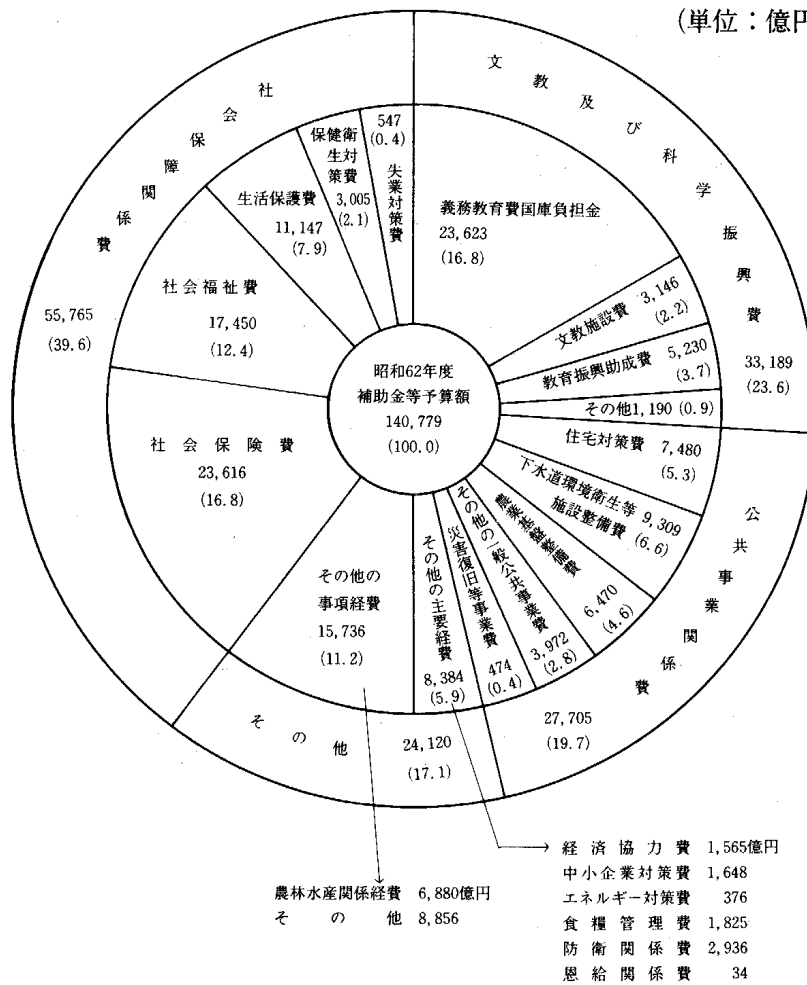 (単位：億円
文教及び科学振興費
33,189
(23.6)
義務教育費国庫負担金
23,623
(16.8)
文教施設費 3,146
(2.2)
教育振興助成費 5,230
(3.7)
その他1,190 (0.9)
公共事業関係費
27,705
(19.7)
住宅対策費 7,480
(5.3)
下水道環境衛生等
施設整備費 9,309
(6.6)
農業基盤整備費
6,470
(4.6)
その他の一般公共事業費
3,972
(2.8)
災害復旧等事業費
474
(0.4)
その他
24,120
(17.1)
その他の主要経費
8,384
(5.9)
その他の
事項経費
15,736
(11.2)
社会保障関係費
55,765
(39.6)
社会保険費
23,616
(16.8)
社会福祉費
17,450
(12.4)
生活保護費
11,147
(7.9)
保健衛
生対
策費
3,005
(2.1)
547
(0.4)
失業対策費
昭和62年度
補助金等予算額
140,779
(100.0)
農林水産関係経費 6,880億円
その他 8,856
経済協力費 1,565億円
中小企業対策費 1,648
エネルギー対策費 376
食糧管理費 1,825
防衛関係費 2,936
恩給関係費 34